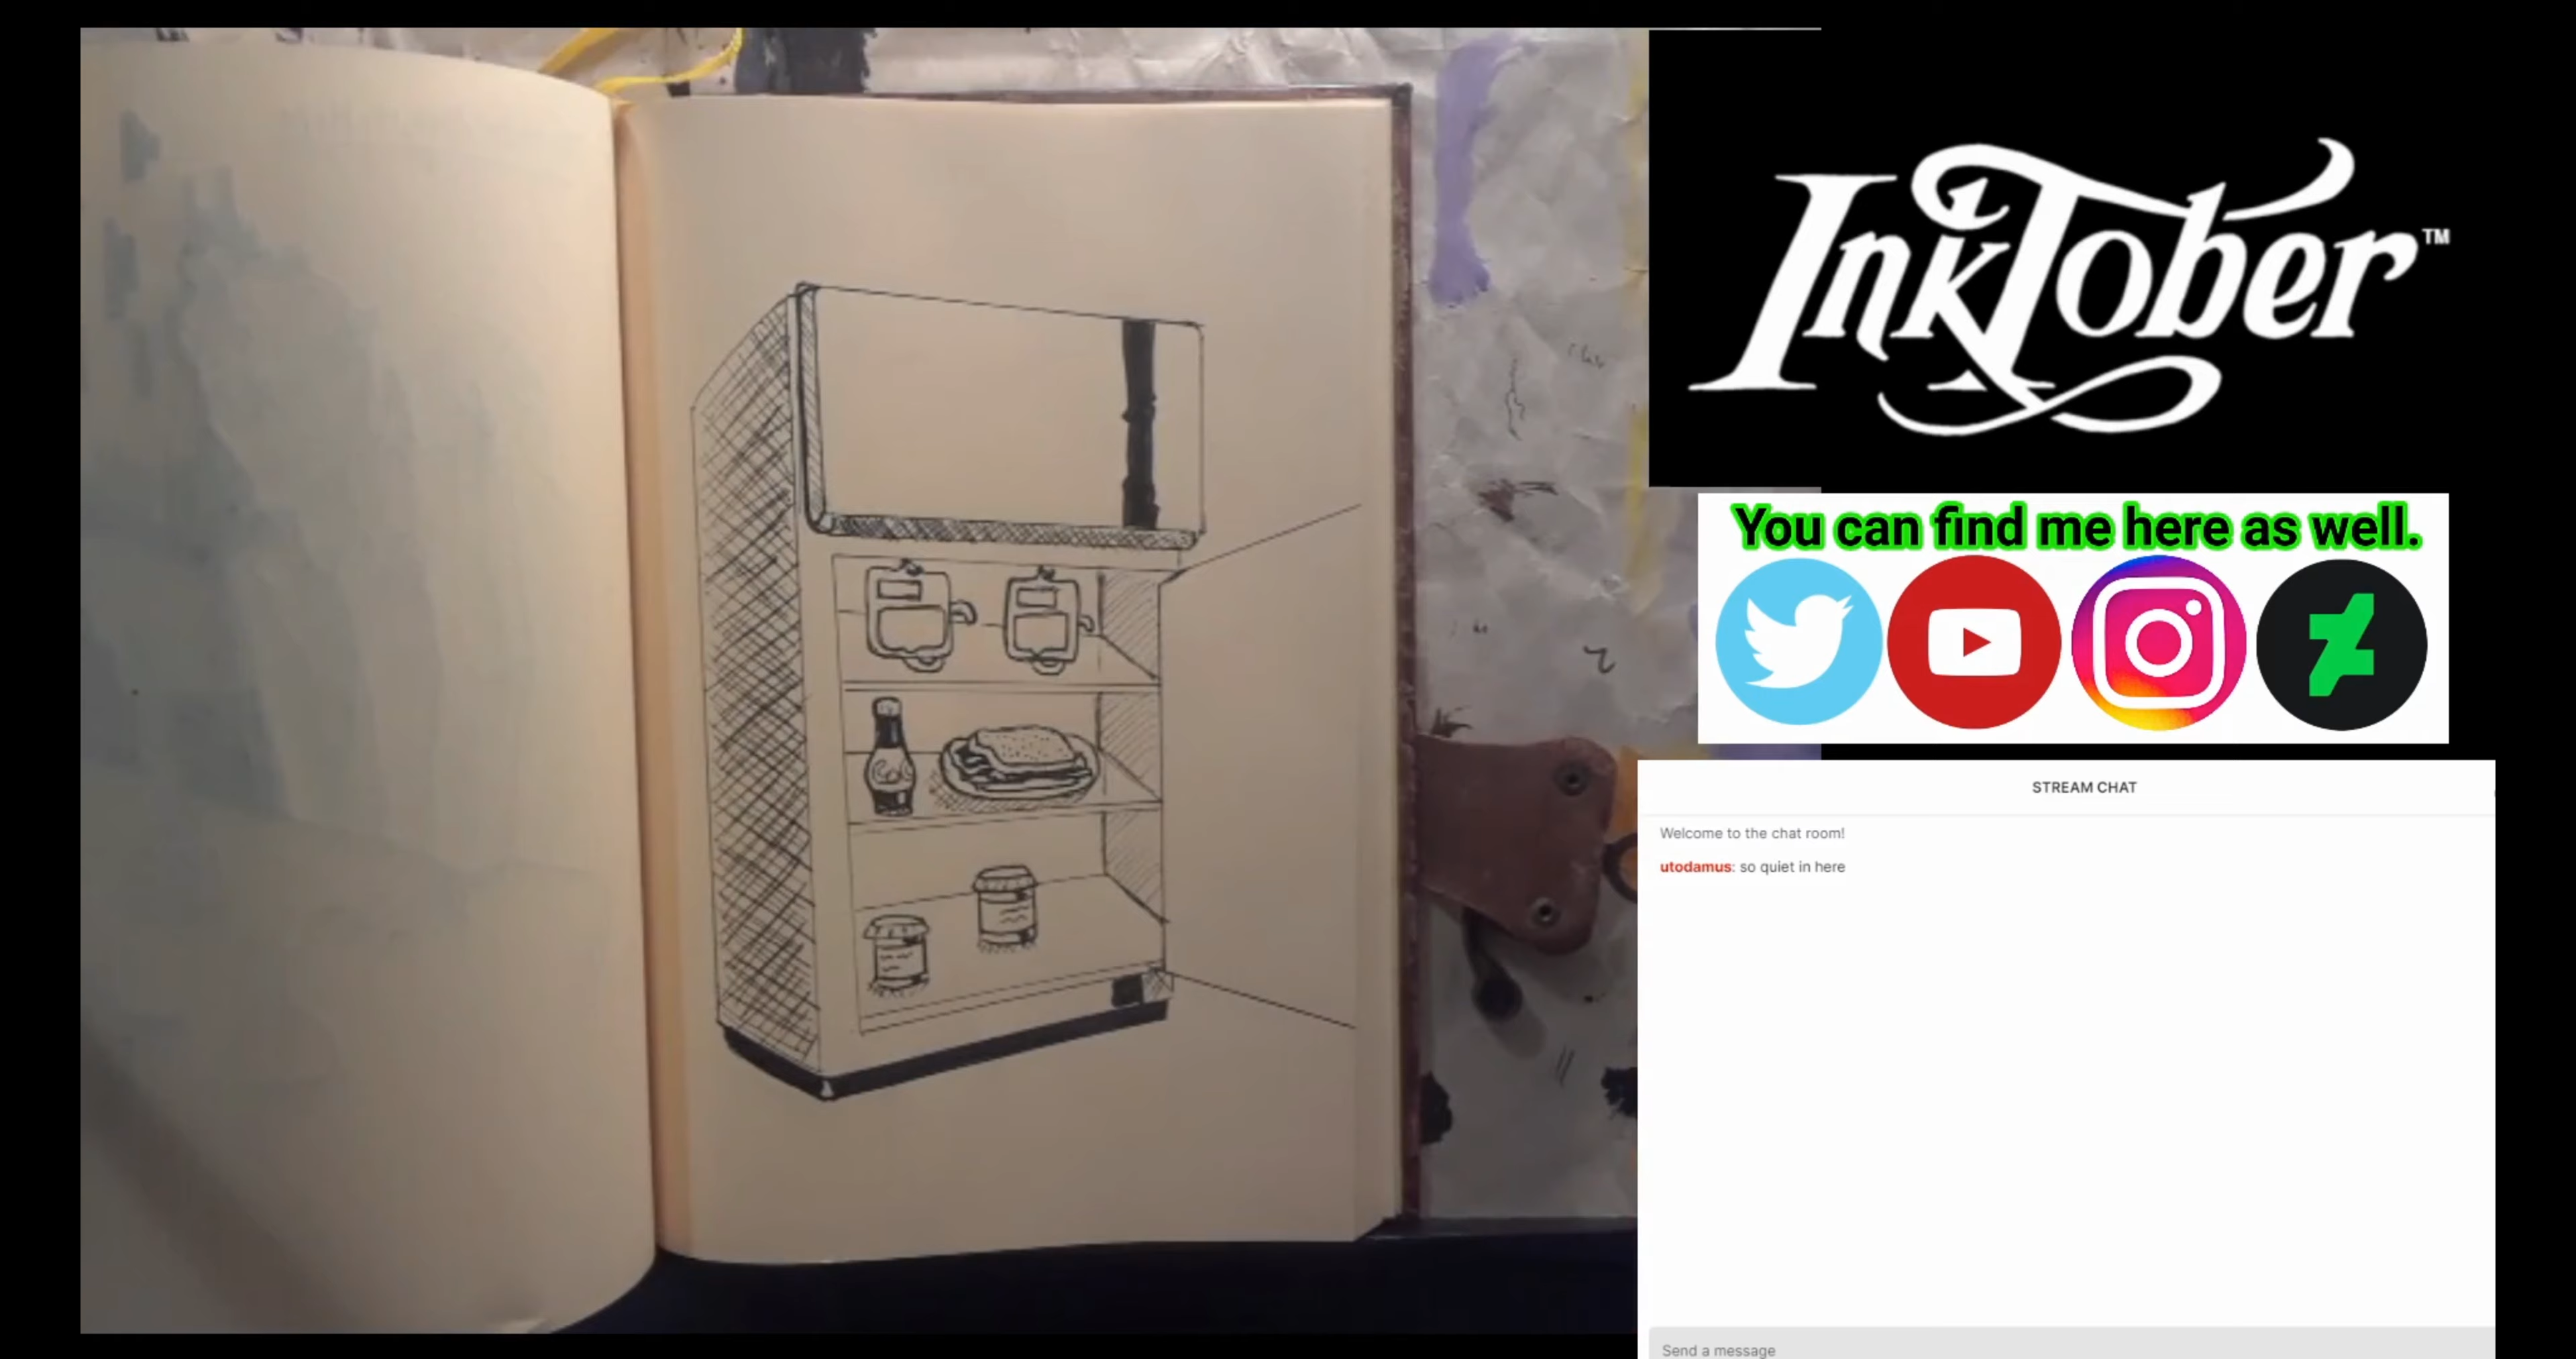 InkTober™
You can find me here as well.
STREAM CHAT
Welcome to the chat room!
utodamus: so quiet in here
Send a message